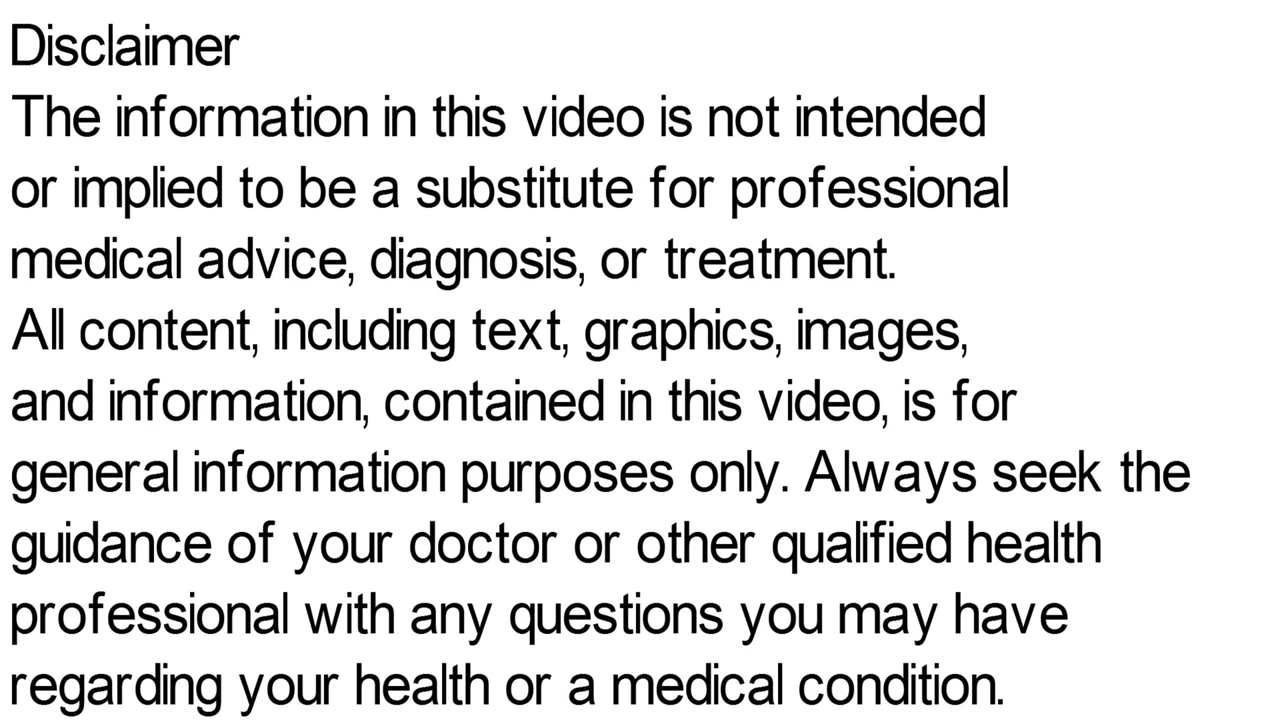 Disclaimer
The information in this video is not intended
or implied to be a substitute for professional
medical advice, diagnosis, or treatment.
All content, including text, graphics, images,
and information, contained in this video, is for
general information purposes only. Always seek the
guidance of your doctor or other qualified health
professional with any questions you may have
regarding your health or a medical condition.